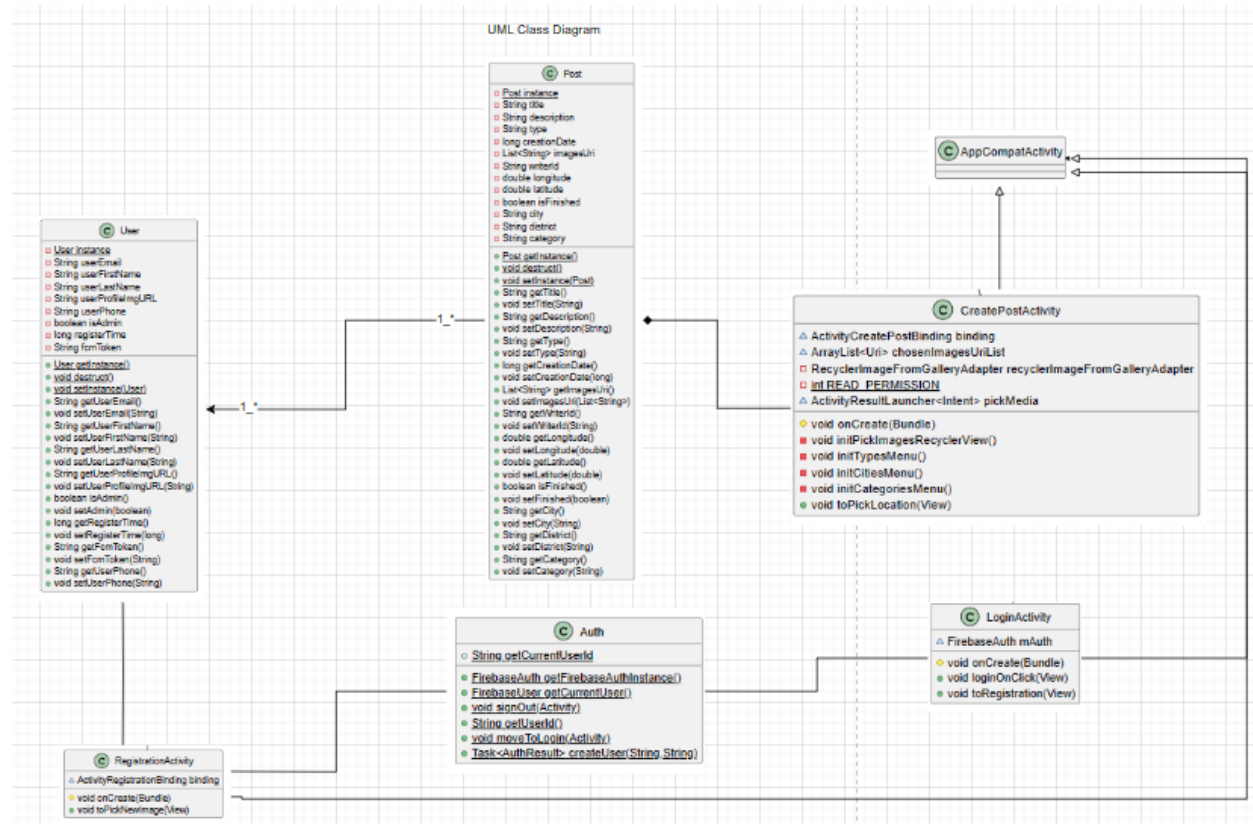 UML Class Diagram
C Post
Post instance
String title
String description
String type
long creationDate
List<String> imagesUri
String writerId
double longitude
double latitude
boolean isFinished
String city
String district
String category
Post getInstance()
void destruct()
void setInstance(Post)
String getTitle()
void setTitle(String)
String getDescription()
void setDescription(String)
String getType()
void setType(String)
long getCreationDate()
void setCreationDate(long)
List<String> getImagesUri()
void setImagesUri(List<String>)
String getWriterId()
void setWriterId(String)
double getLongitude()
void setLongitude(double)
double getLatitude()
void setLatitude(double)
boolean isFinished()
void setFinished(boolean)
String getCity()
void setCity(String)
String getDistrict()
void setDistrict(String)
String getCategory()
void setCategory(String)
C AppCompatActivity
C User
User instance
String userEmail
String userFirstName
String userLastName
String userProfileImgURL
String userPhone
boolean isAdmin
long registerTime
String fcmToken
User getInstance()
void destruct()
void setInstance(User)
String getUserEmail()
void setUserEmail(String)
String getUserFirstName()
void setUserFirstName(String)
String getUserLastName()
void setUserLastName(String)
String getUserProfileImgURL()
void setUserProfileImgURL(String)
boolean isAdmin()
void setAdmin(boolean)
long getRegisterTime()
void setRegisterTime(long)
String getFcmToken()
void setFcmToken(String)
String getUserPhone()
void setUserPhone(String)
1_*
1_*
C CreatePostActivity
ActivityCreatePostBinding binding
ArrayList<Uri> chosenImagesUriList
RecyclerImageFromGalleryAdapter recyclerImageFromGalleryAdapter
int READ_PERMISSION
ActivityResultLauncher<Intent> pickMedia
void onCreate(Bundle)
void initPickImagesRecyclerView()
void initTypesMenu()
void initCitiesMenu()
void initCategoriesMenu()
void toPickLocation(View)
C Auth
String getCurrentUserId
FirebaseAuth getFirebaseAuthInstance()
FirebaseUser getCurrentUser()
void signOut(Activity)
String getUserId()
void moveToLogin(Activity)
Task<AuthResult> createUser(String,String)
C LoginActivity
FirebaseAuth mAuth
void onCreate(Bundle)
void loginOnClick(View)
void toRegistration(View)
C RegistrationActivity
ActivityRegistrationBinding binding
void onCreate(Bundle)
void toPickNewImage(View)